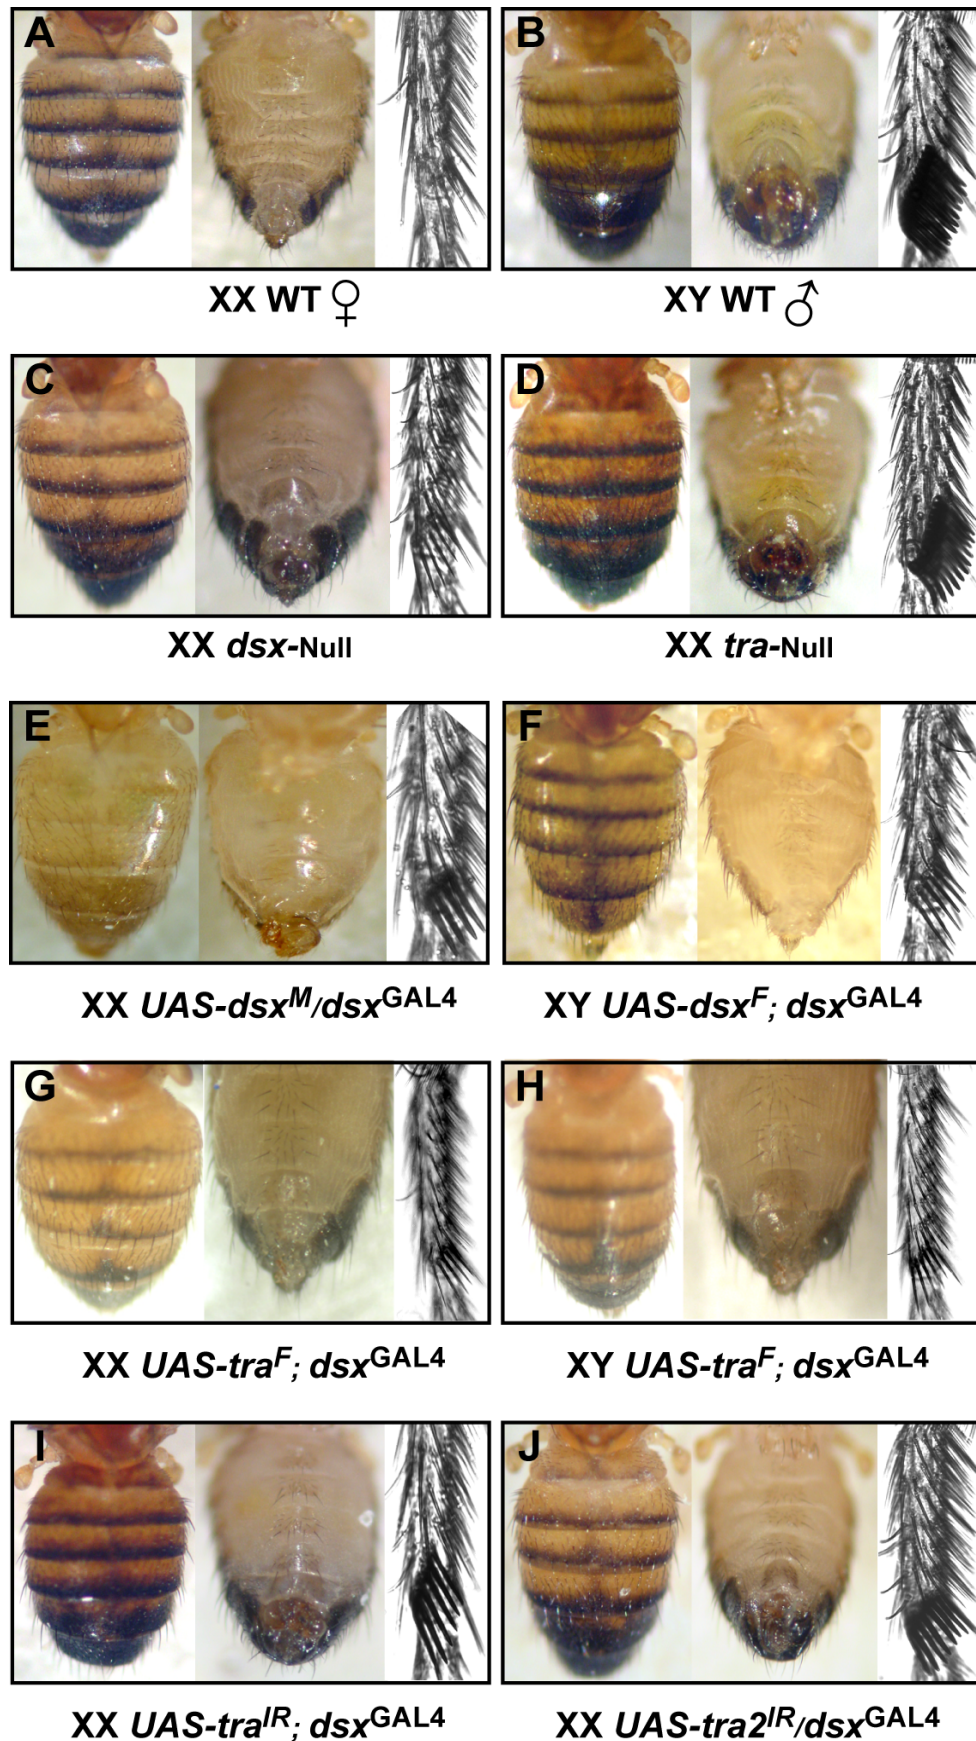 A
B
XX WT ♀
XY WT ♂
C
D
XX dsx-Null
XX tra-Null
E
F
XX UAS-dsxᴹ/dsxGAL4
XY UAS-dsxF; dsxGAL4
G
H
XX UAS-traF; dsxGAL4
XY UAS-traF; dsxGAL4
I
J
XX UAS-traIR; dsxGAL4
XX UAS-tra2IR/dsxGAL4